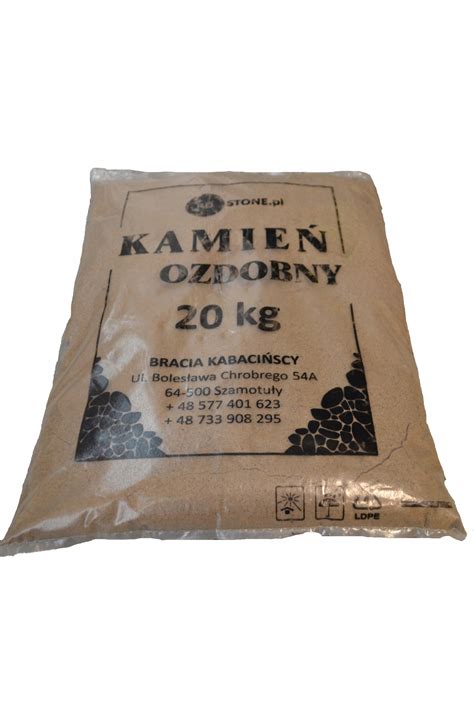 STONE.pl
KAMIEŃ
OZDOBNY
20 kg
BRACIA KABACIŃSCY
Ul. Bolesława Chrobrego 54A
64-500 Szamotuły
+ 48 577 401 623
+ 48 733 908 295
LDPE